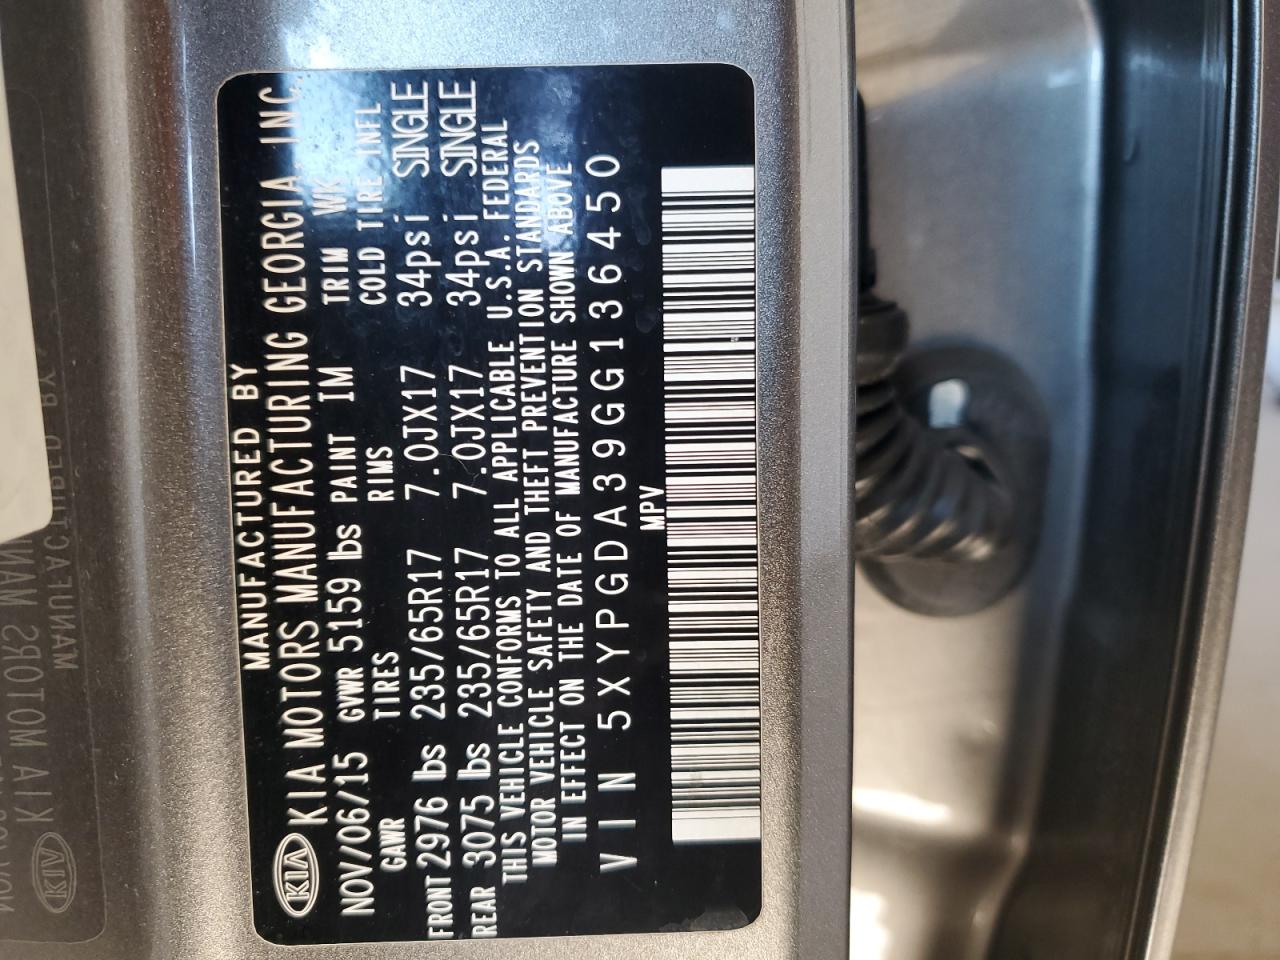 MANUFACTURED BY
KIA KIA MOTORS MANUFACTURING GEORGIA, INC.
NOV/06/15 GVWR 5159 lbs PAINT IM TRIM WK
GAWR TIRES RIMS COLD TIRE INFL
FRONT 2976 lbs 235/65R17 7.0JX17 34psi SINGLE
REAR 3075 lbs 235/65R17 7.0JX17 34psi SINGLE
THIS VEHICLE CONFORMS TO ALL APPLICABLE U.S.A. FEDERAL
MOTOR VEHICLE SAFETY AND THEFT PREVENTION STANDARDS
IN EFFECT ON THE DATE OF MANUFACTURE SHOWN ABOVE
VIN 5XYPGDA39GG136450
MPV